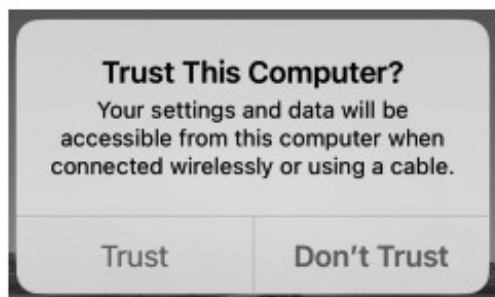 Trust This Computer?
Your settings and data will be
accessible from this computer when
connected wirelessly or using a cable.
Trust
Don't Trust